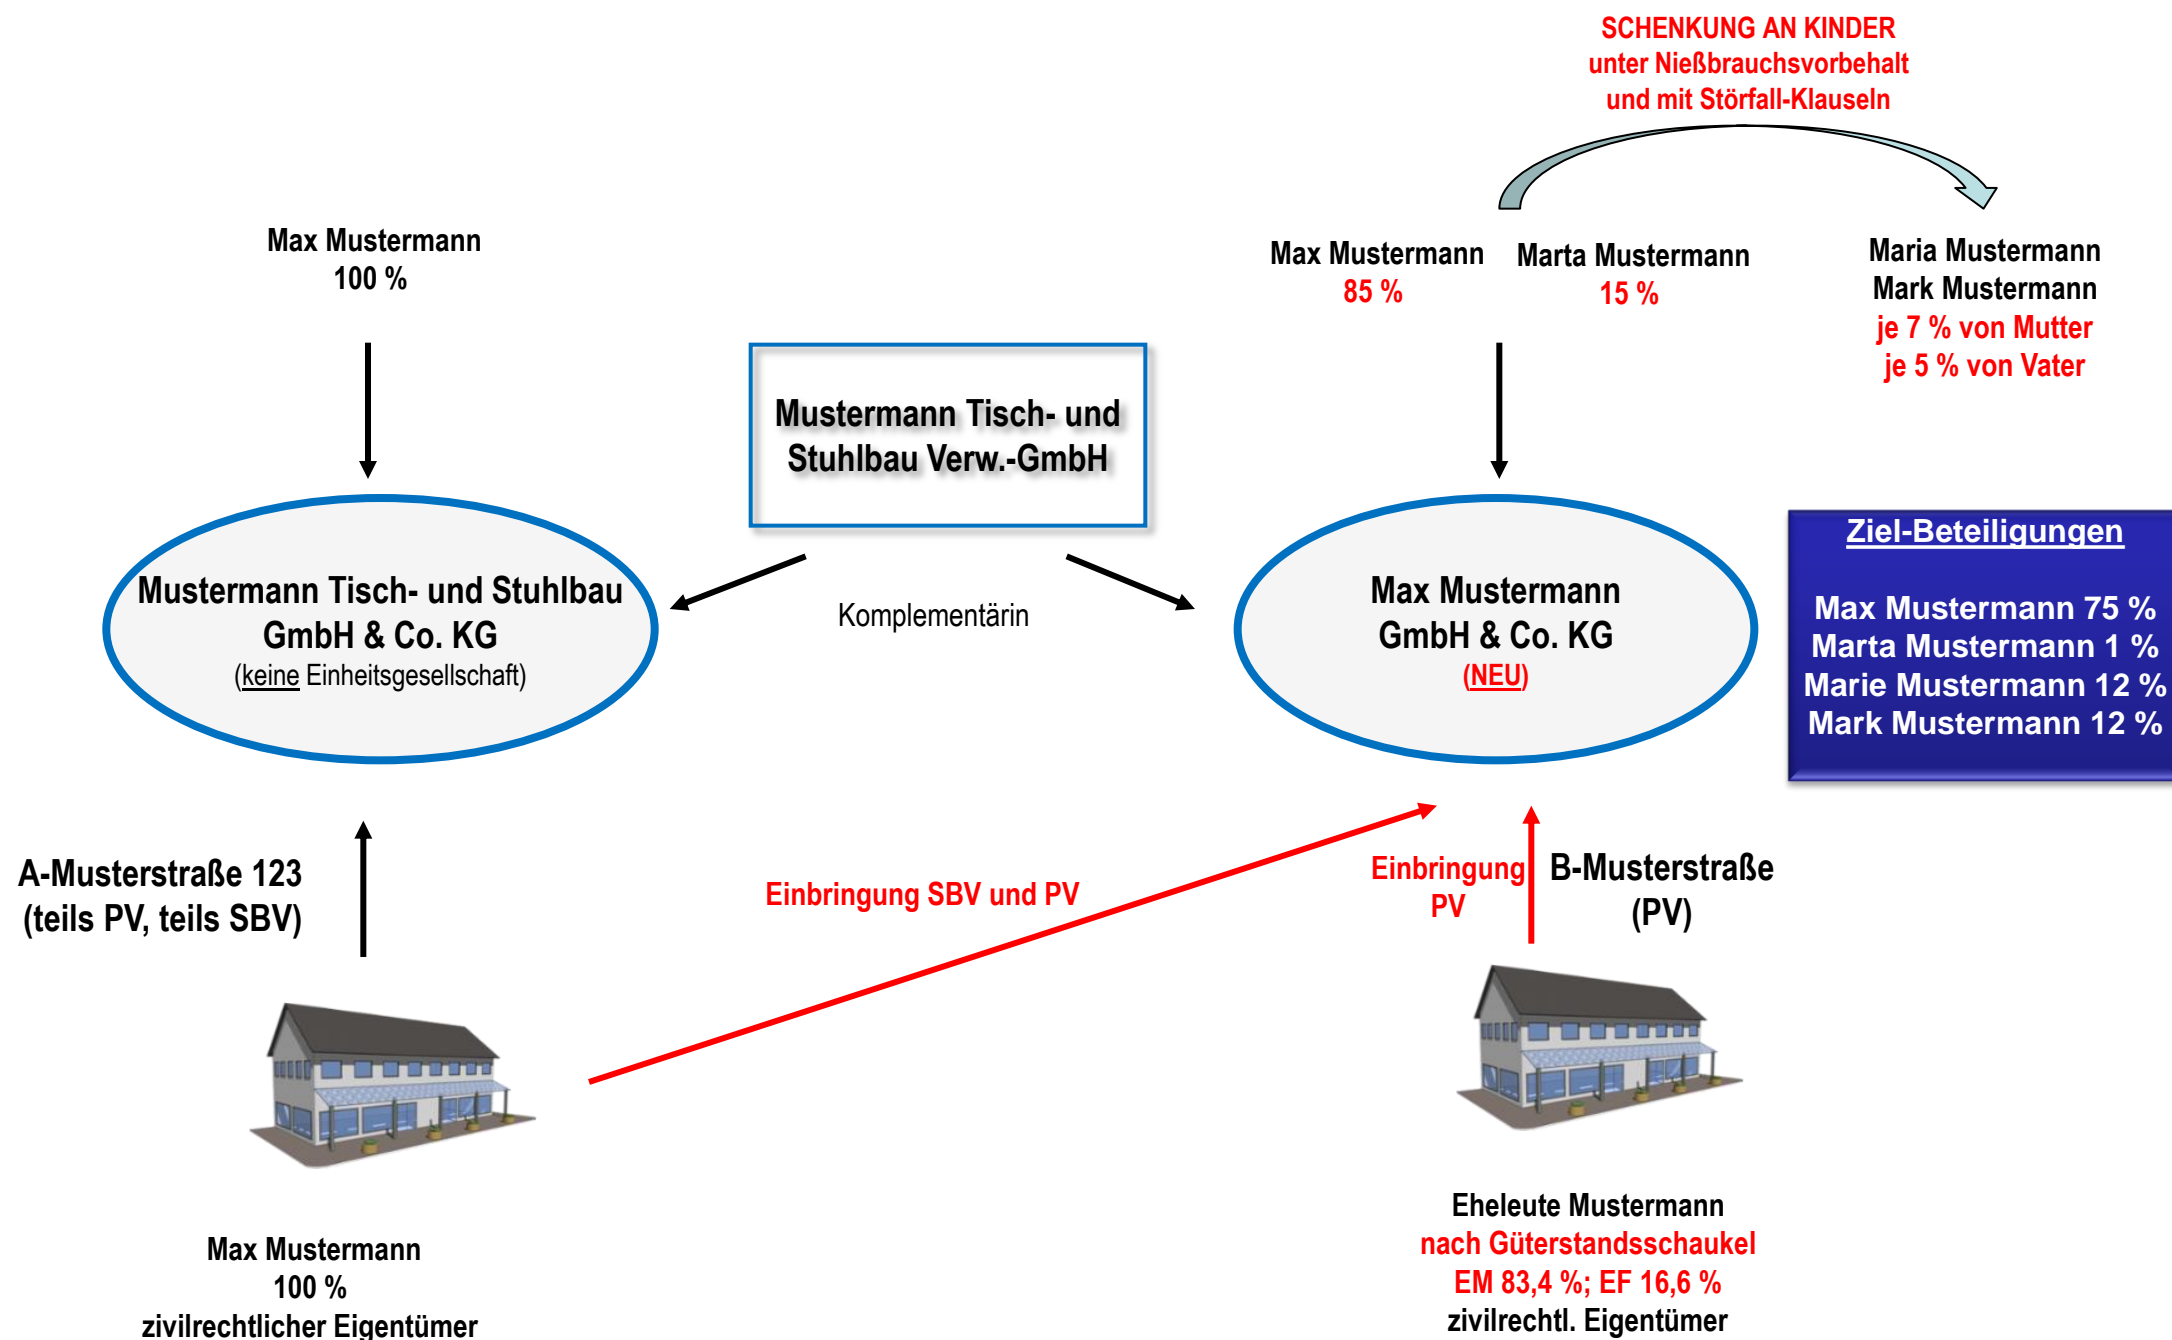 SCHENKUNG AN KINDER
unter Nießbrauchsvorbehalt
und mit Störfall-Klauseln
Max Mustermann
100 %
Max Mustermann
85 %
Marta Mustermann
15 %
Maria Mustermann
Mark Mustermann
je 7 % von Mutter
je 5 % von Vater
Mustermann Tisch- und
Stuhlbau Verw.-GmbH
Mustermann Tisch- und Stuhlbau
GmbH & Co. KG
(keine Einheitsgesellschaft)
Komplementärin
Max Mustermann
GmbH & Co. KG
(NEU)
Ziel-Beteiligungen
Max Mustermann 75 %
Marta Mustermann 1 %
Marie Mustermann 12 %
Mark Mustermann 12 %
A-Musterstraße 123
(teils PV, teils SBV)
Einbringung SBV und PV
Einbringung
PV
B-Musterstraße
(PV)
Max Mustermann
100 %
zivilrechtlicher Eigentümer
Eheleute Mustermann
nach Güterstandsschaukel
EM 83,4 %; EF 16,6 %
zivilrechtl. Eigentümer